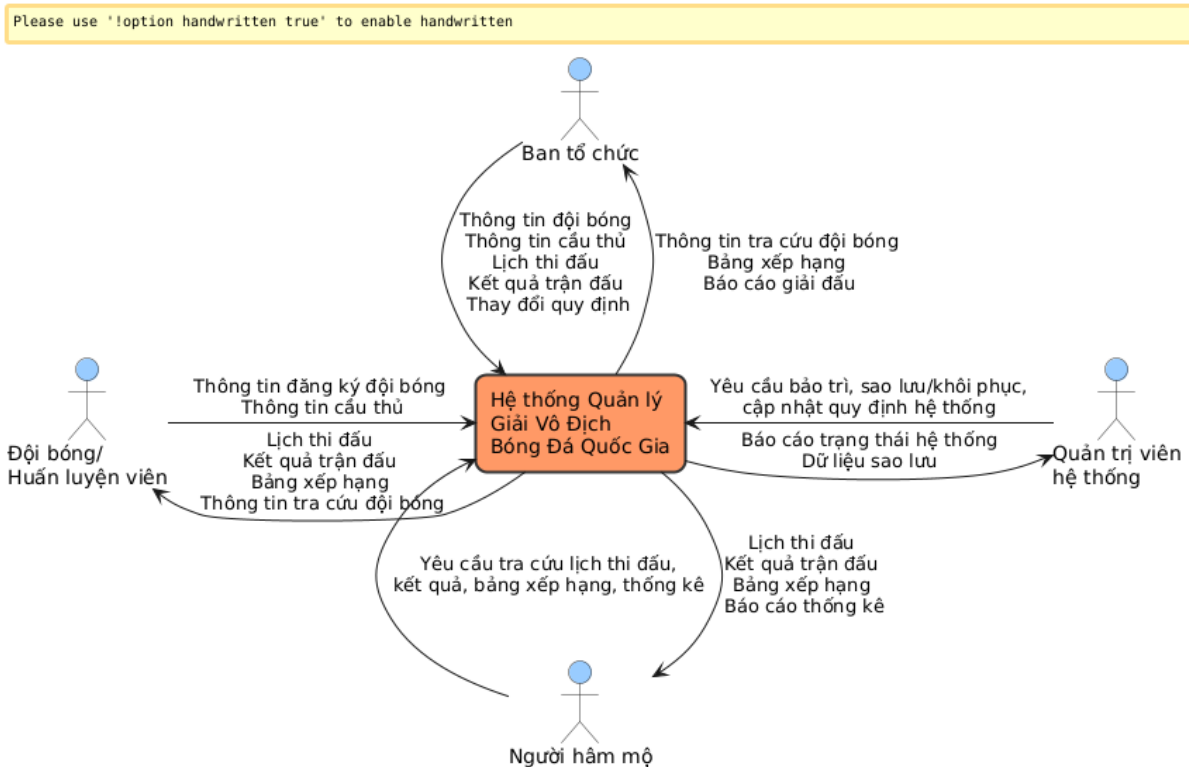 Please use '!option handwritten true' to enable handwritten
Ban tổ chức
Thông tin đội bóng
Thông tin cầu thủ
Lịch thi đấu
Kết quả trận đấu
Thay đổi quy định
Thông tin tra cứu đội bóng
Bảng xếp hạng
Báo cáo giải đấu
Đội bóng/
Huấn luyện viên
Thông tin đăng ký đội bóng
Thông tin cầu thủ
Lịch thi đấu
Kết quả trận đấu
Bảng xếp hạng
Thông tin tra cứu đội bóng
Hệ thống Quản lý
Giải Vô Địch
Bóng Đá Quốc Gia
Yêu cầu bảo trì, sao lưu/khôi phục,
cập nhật quy định hệ thống
Báo cáo trạng thái hệ thống
Dữ liệu sao lưu
Quản trị viên
hệ thống
Yêu cầu tra cứu lịch thi đấu,
kết quả, bảng xếp hạng, thống kê
Lịch thi đấu
Kết quả trận đấu
Bảng xếp hạng
Báo cáo thống kê
Người hâm mộ